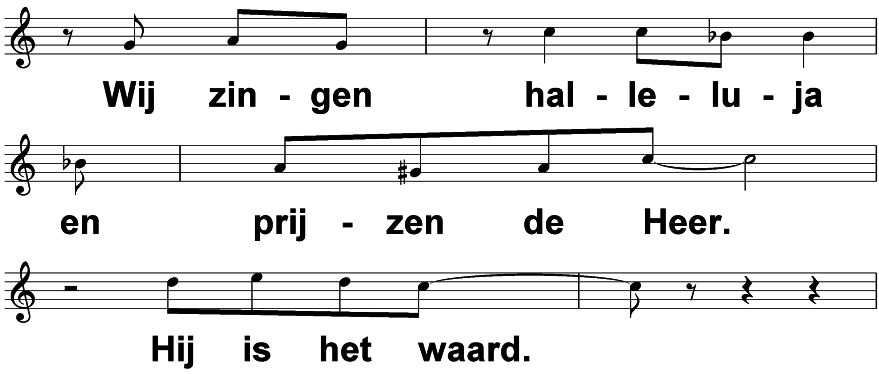 Wij zin - gen hal - le - lu - ja
en prij - zen de Heer.
Hij is het waard.